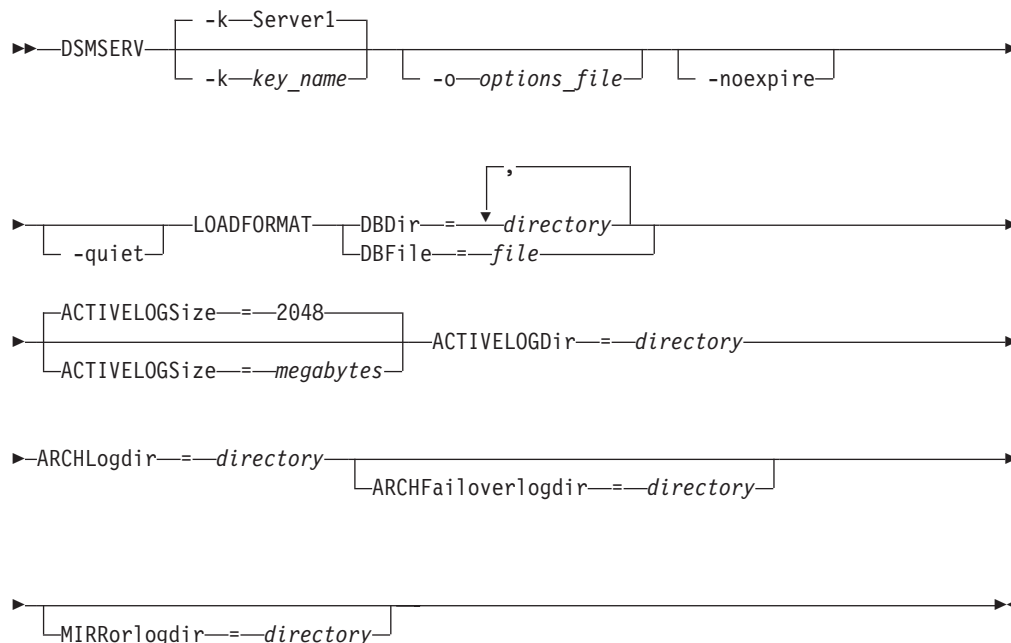 -k Server1
DSMSERV
-k key_name
-o options_file
-noexpire
,
LOADFORMAT
DBDir = directory
-quiet
DBFile = file
ACTIVELOGSize = 2048
ACTIVELOGDir = directory
ACTIVELOGSize = megabytes
ARCHLogdir = directory
ARCHFailoverlogdir = directory
MIRRorlogdir = directory